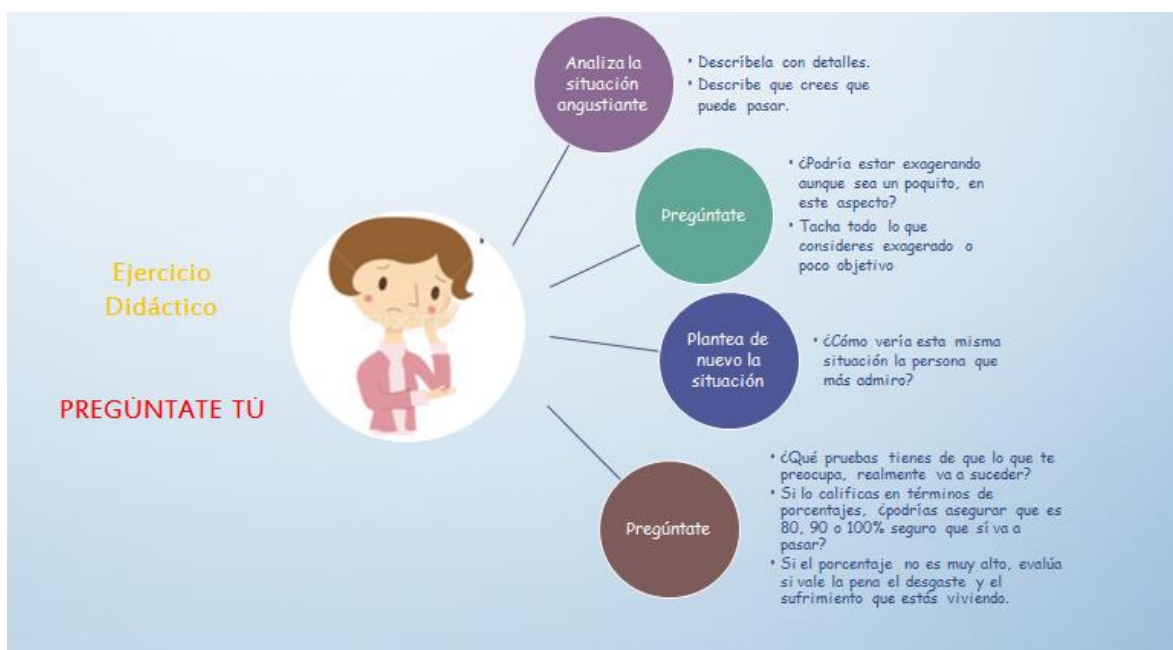 Ejercicio
Didáctico
PREGÚNTATE TÚ
Analiza la
situación
angustiante
• Descríbela con detalles.
• Describe que crees que
puede pasar.
Pregúntate
• ¿Podría estar exagerando
aunque sea un poquito, en
este aspecto?
• Tacha todo lo que
consideres exagerado o
poco objetivo
Plantea de
nuevo la
situación
• ¿Cómo vería esta misma
situación la persona que
más admiro?
Pregúntate
• ¿Qué pruebas tienes de que lo que te
preocupa, realmente va a suceder?
• Si lo calificas en términos de
porcentajes, ¿podrías asegurar que es
80, 90 o 100% seguro que sí va a
pasar?
• Si el porcentaje no es muy alto, evalúa
si vale la pena el desgaste y el
sufrimiento que estás viviendo.